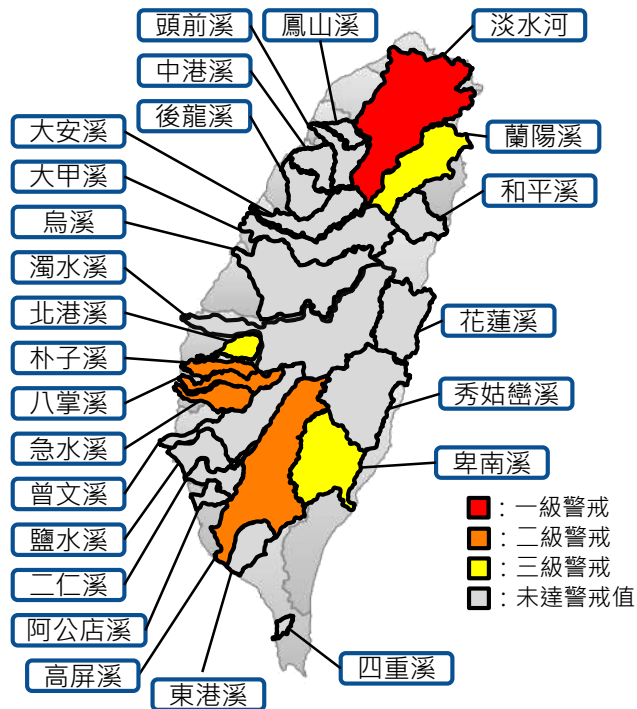 頭前溪
鳳山溪
淡水河
中港溪
後龍溪
大安溪
蘭陽溪
大甲溪
和平溪
烏溪
濁水溪
北港溪
花蓮溪
朴子溪
八掌溪
秀姑巒溪
急水溪
卑南溪
曾文溪
鹽水溪
二仁溪
阿公店溪
高屏溪
東港溪
四重溪
：一級警戒
：二級警戒
：三級警戒
：未達警戒值